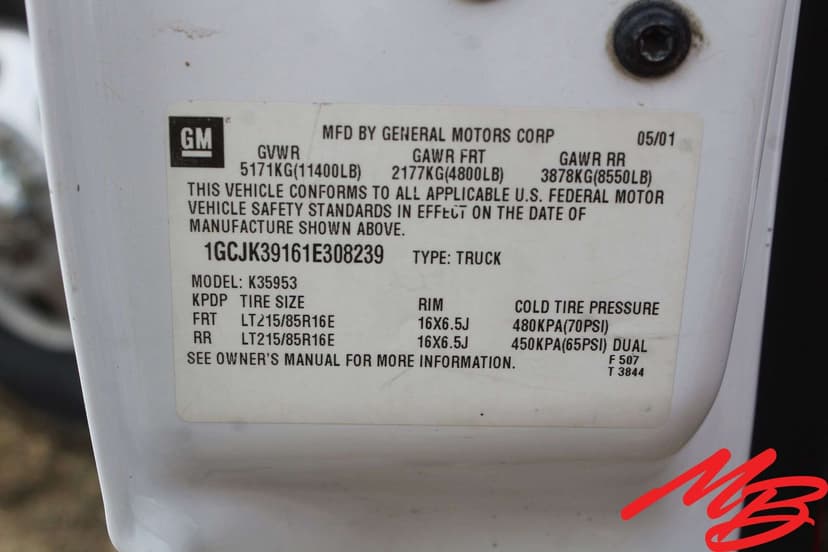 GM
MFD BY GENERAL MOTORS CORP 05/01
GVWR GAWR FRT GAWR RR
5171KG(11400LB) 2177KG(4800LB) 3878KG(8550LB)
THIS VEHICLE CONFORMS TO ALL APPLICABLE U.S. FEDERAL MOTOR
VEHICLE SAFETY STANDARDS IN EFFECT ON THE DATE OF
MANUFACTURE SHOWN ABOVE.
1GCJK39161E308239 TYPE: TRUCK
MODEL: K35953
KPDP TIRE SIZE RIM COLD TIRE PRESSURE
FRT LT215/85R16E 16X6.5J 480KPA(70PSI)
RR LT215/85R16E 16X6.5J 450KPA(65PSI) DUAL
SEE OWNER'S MANUAL FOR MORE INFORMATION. F 507
T 3844
MB